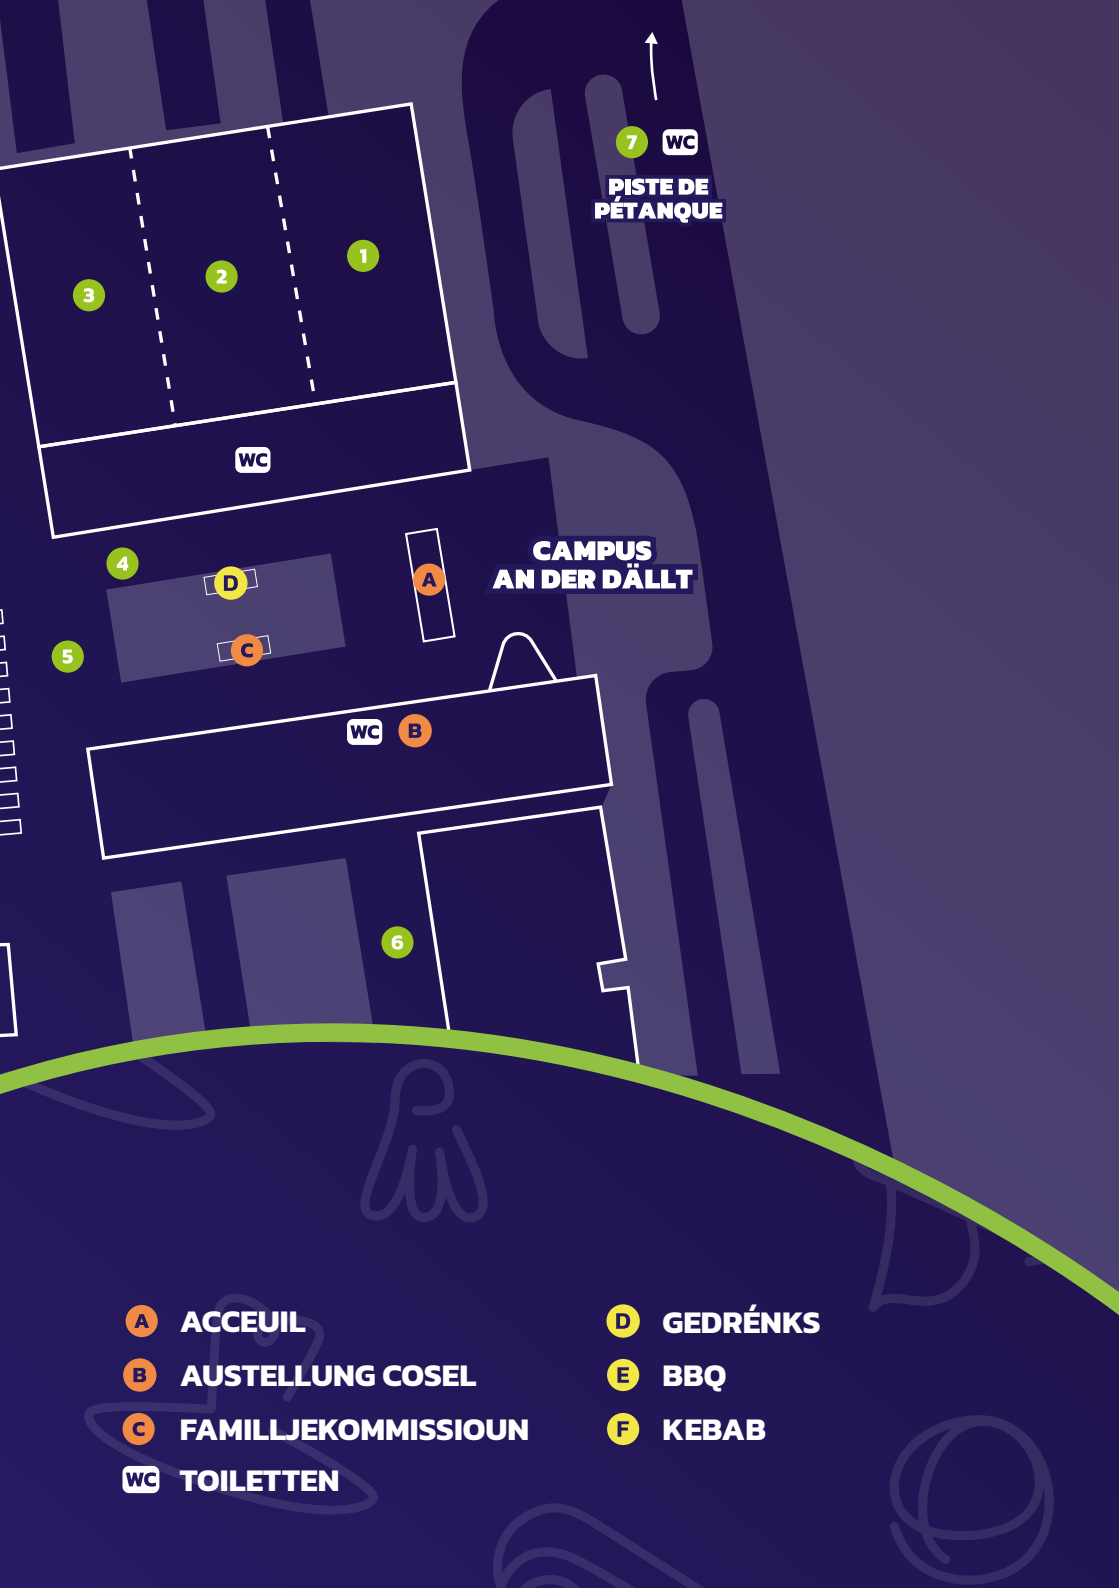 7 WC
PISTE DE
PÉTANQUE
1
2
3
WC
4
D
A
CAMPUS
AN DER DÄLLT
C
5
WC B
6
A ACCEUIL
B AUSTELLUNG COSEL
C FAMILLJEKOMMISSIOUN
WC TOILETTEN
D GEDRÉNKS
E BBQ
F KEBAB